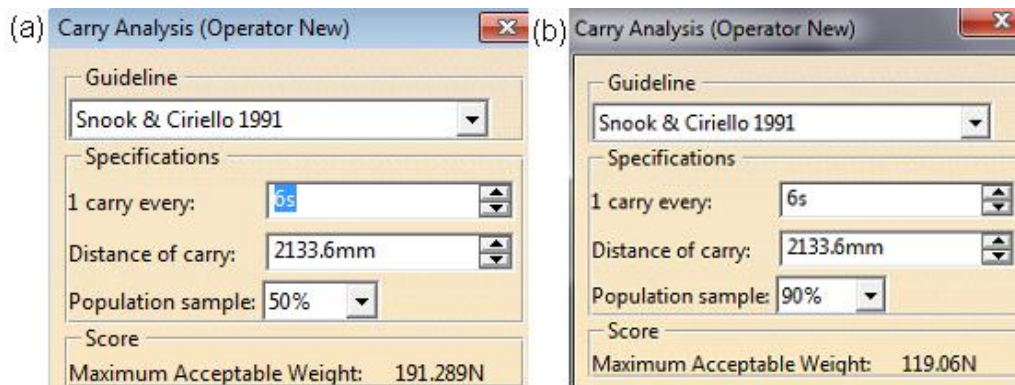 (a) Carry Analysis (Operator New)
Guideline
Snook & Ciriello 1991
Specifications
1 carry every: 6s
Distance of carry: 2133.6mm
Population sample: 50%
Score
Maximum Acceptable Weight: 191.289N
(b) Carry Analysis (Operator New)
Guideline
Snook & Ciriello 1991
Specifications
1 carry every: 6s
Distance of carry: 2133.6mm
Population sample: 90%
Score
Maximum Acceptable Weight: 119.06N